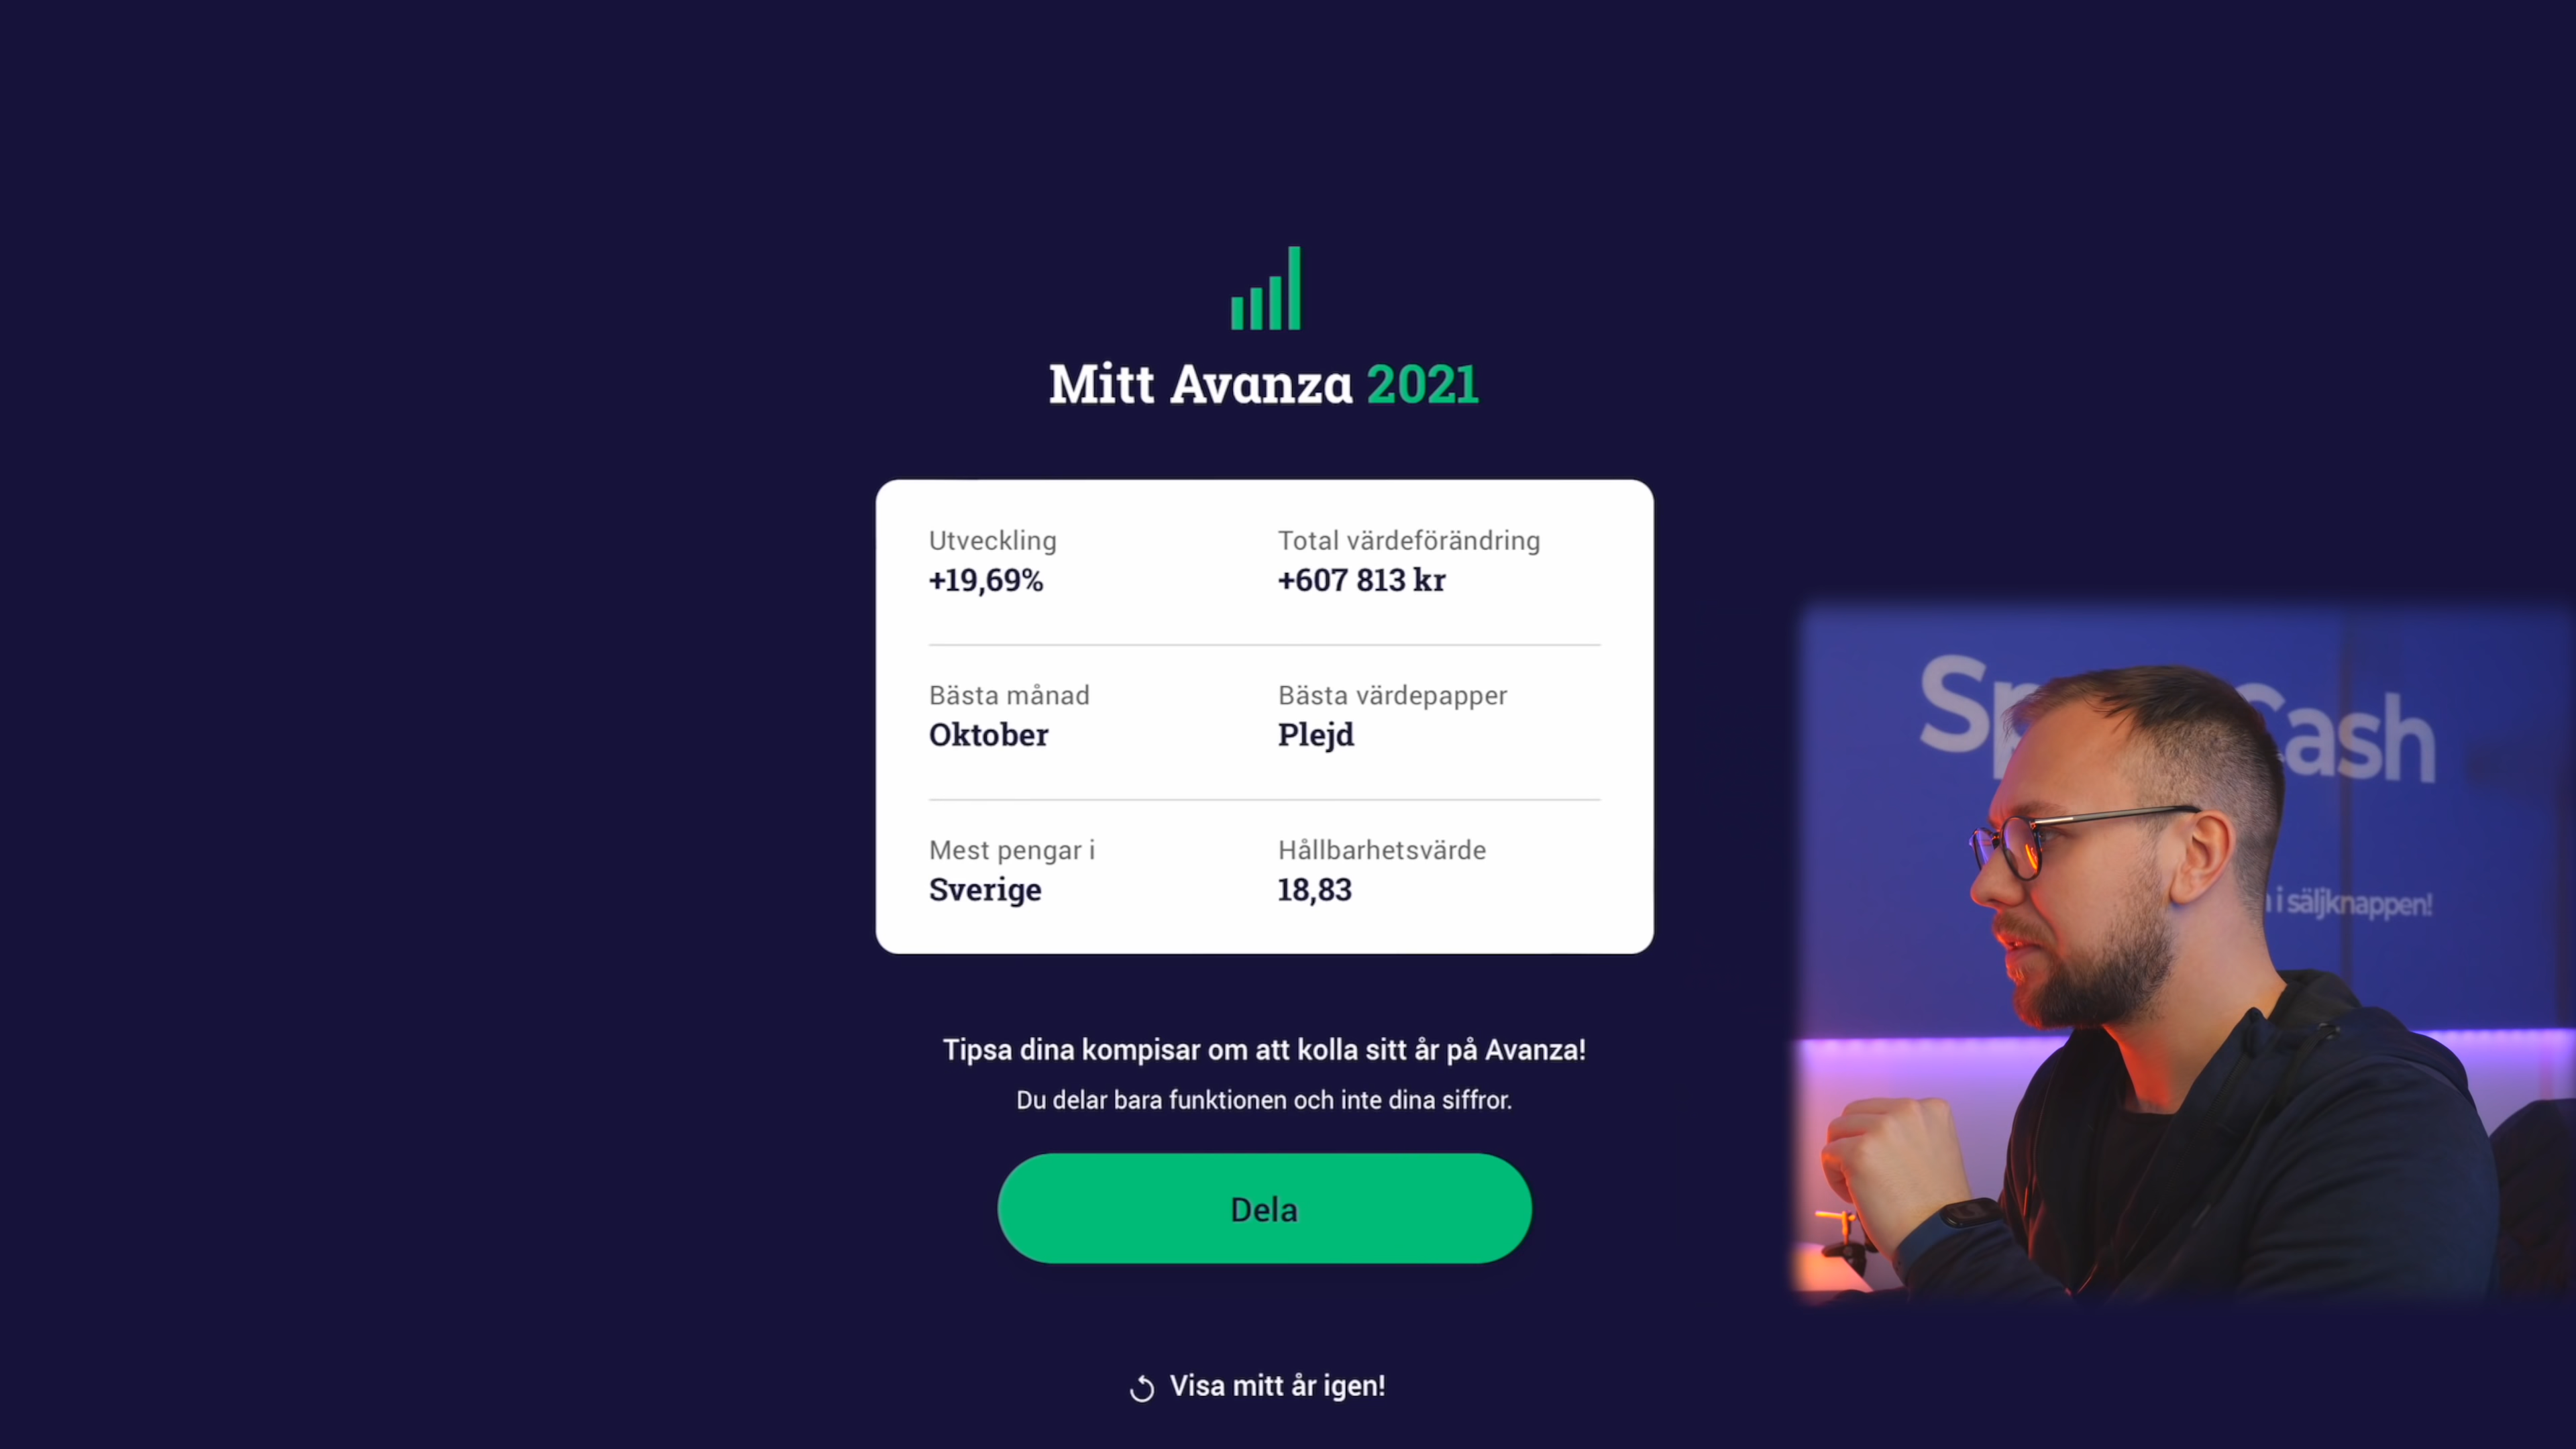 Mitt Avanza 2021
Utveckling
+19,69%
Total värdeförändring
+607 813 kr
Bästa månad
Oktober
Bästa värdepapper
Plejd
Mest pengar i
Sverige
Hållbarhetsvärde
18,83
Tipsa dina kompisar om att kolla sitt år på Avanza!
Du delar bara funktionen och inte dina siffror.
Dela
Visa mitt år igen!
i säljknappen!